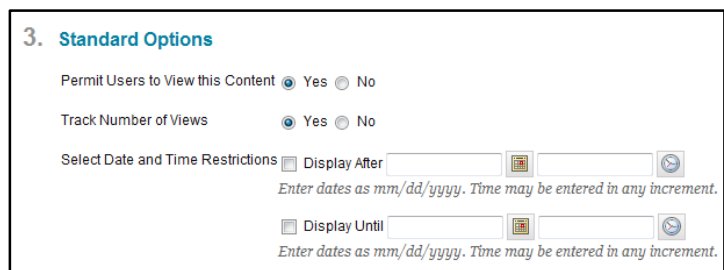 3. Standard Options
Permit Users to View this Content Yes No
Track Number of Views Yes No
Select Date and Time Restrictions Display After
Enter dates as mm/dd/yyyy. Time may be entered in any increment.
Display Until
Enter dates as mm/dd/yyyy. Time may be entered in any increment.